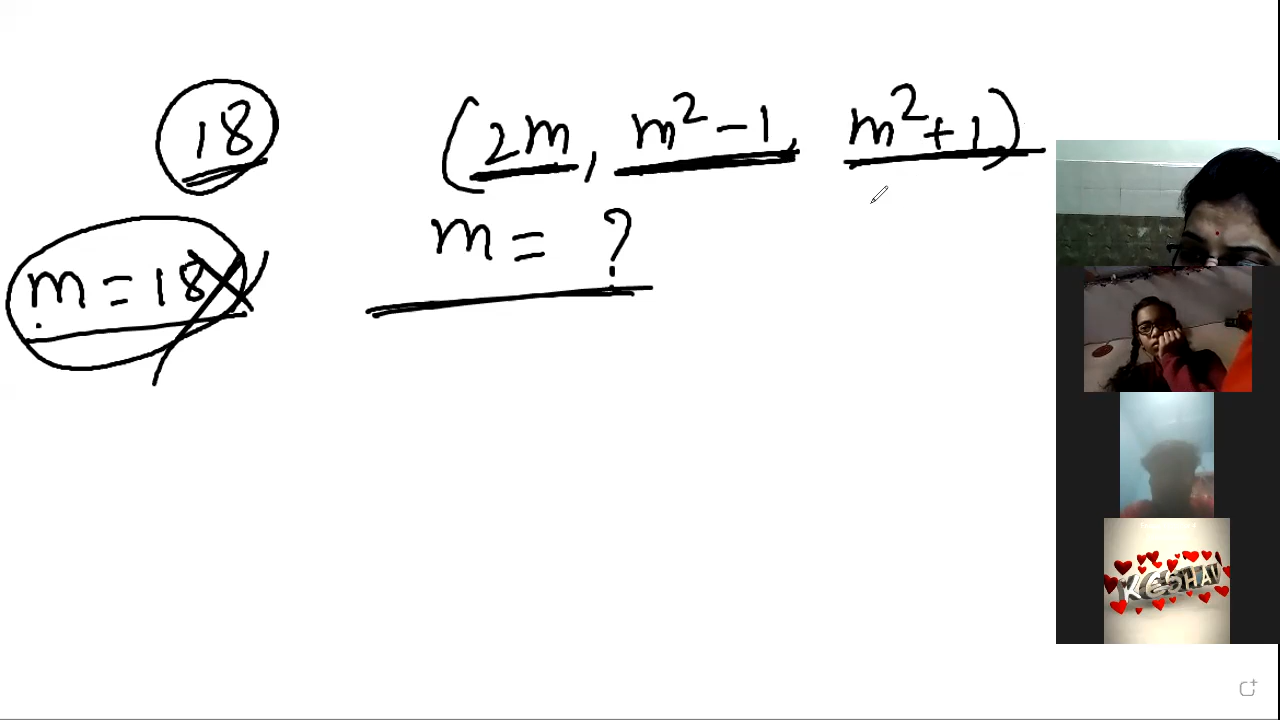 18
(2m, m²-1, m²+1)
m = 18
m = ?
KESHAV